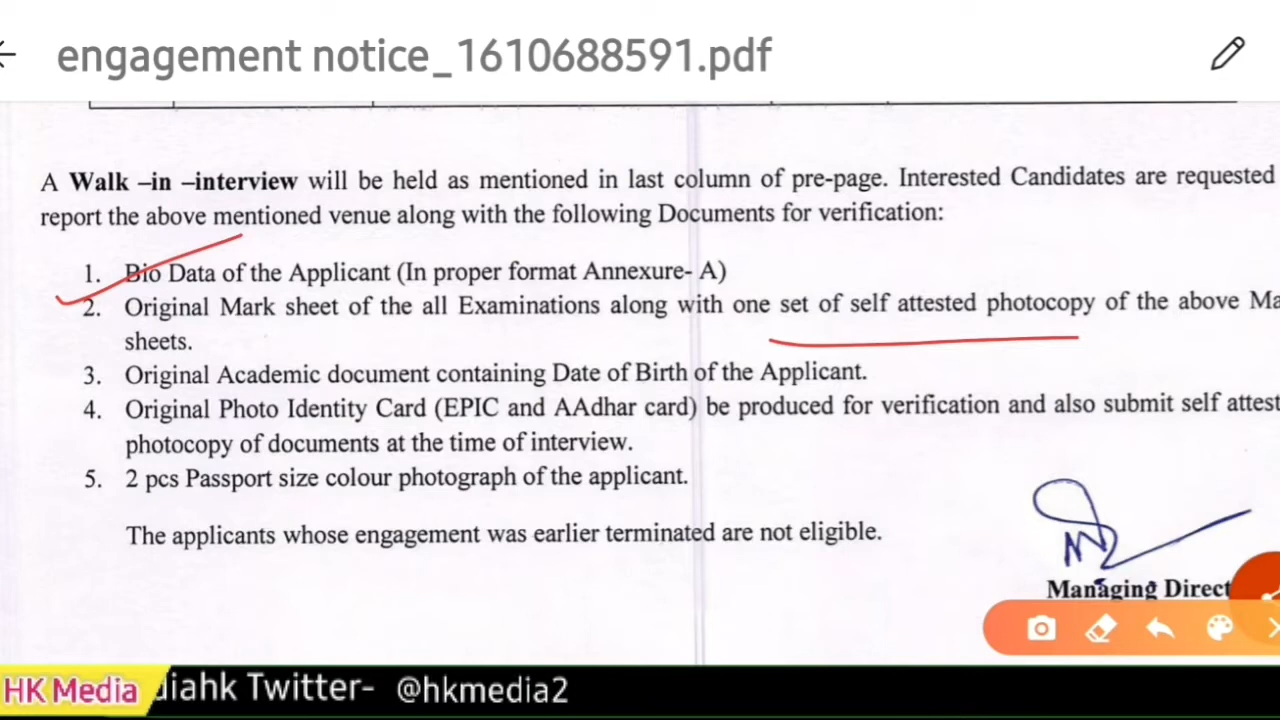 engagement notice_1610688591.pdf
A Walk –in –interview will be held as mentioned in last column of pre-page. Interested Candidates are requested
report the above mentioned venue along with the following Documents for verification:
1. Bio Data of the Applicant (In proper format Annexure- A)
2. Original Mark sheet of the all Examinations along with one set of self attested photocopy of the above Ma
sheets.
3. Original Academic document containing Date of Birth of the Applicant.
4. Original Photo Identity Card (EPIC and AAdhar card) be produced for verification and also submit self attest
photocopy of documents at the time of interview.
5. 2 pcs Passport size colour photograph of the applicant.
The applicants whose engagement was earlier terminated are not eligible.
Managing Direct
HK Media diahk Twitter- @hkmedia2